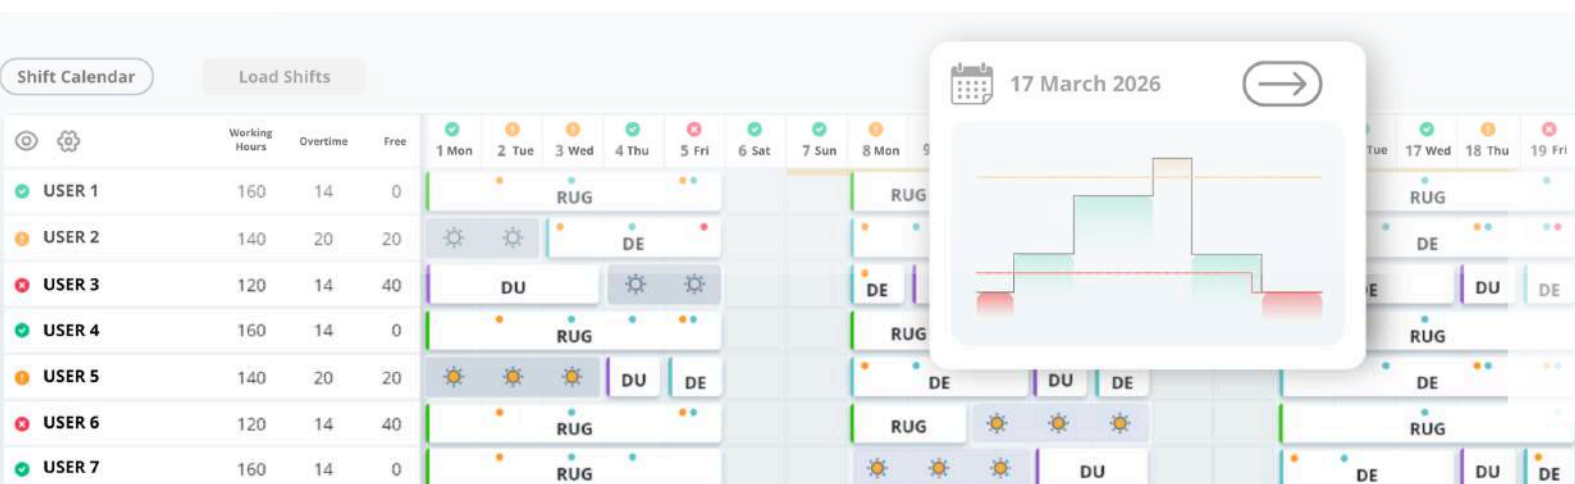 Shift Calendar
Load Shifts
17 March 2026
Working Hours Overtime Free
1 Mon 2 Tue 3 Wed 4 Thu 5 Fri 6 Sat 7 Sun 8 Mon 9 Tue 17 Wed 18 Thu 19 Fri
USER 1 160 14 0 RUG RUG RUG
USER 2 140 20 20 DE DE
USER 3 120 14 40 DU DE DE DU DE
USER 4 160 14 0 RUG RUG RUG
USER 5 140 20 20 DU DE DE DU DE DE
USER 6 120 14 40 RUG RUG RUG
USER 7 160 14 0 RUG DU DE DU DE